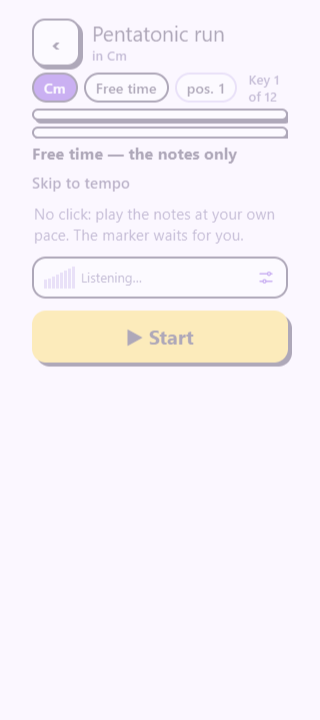 Pentatonic run
in Cm
Cm
Free time
pos. 1
Key 1
of 12
Free time — the notes only
Skip to tempo
No click: play the notes at your own
pace. The marker waits for you.
Listening...
▶ Start